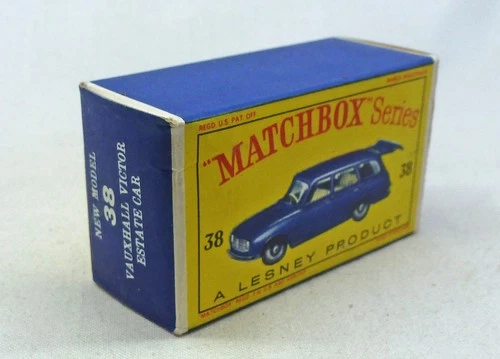 NEW MODEL
38
VAUXHALL VICTOR
ESTATE CAR
REGD. U.S. PAT. OFF
"MATCHBOX" Series
38
38
A LESNEY PRODUCT